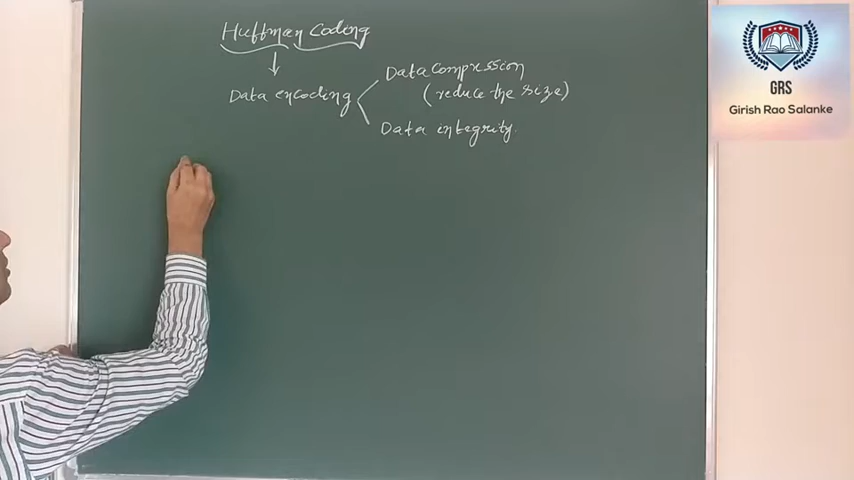 Huffman Coding
Data Compression
(reduce the size)
Data encoding
Data integrity.
GRS
Girish Rao Salanke